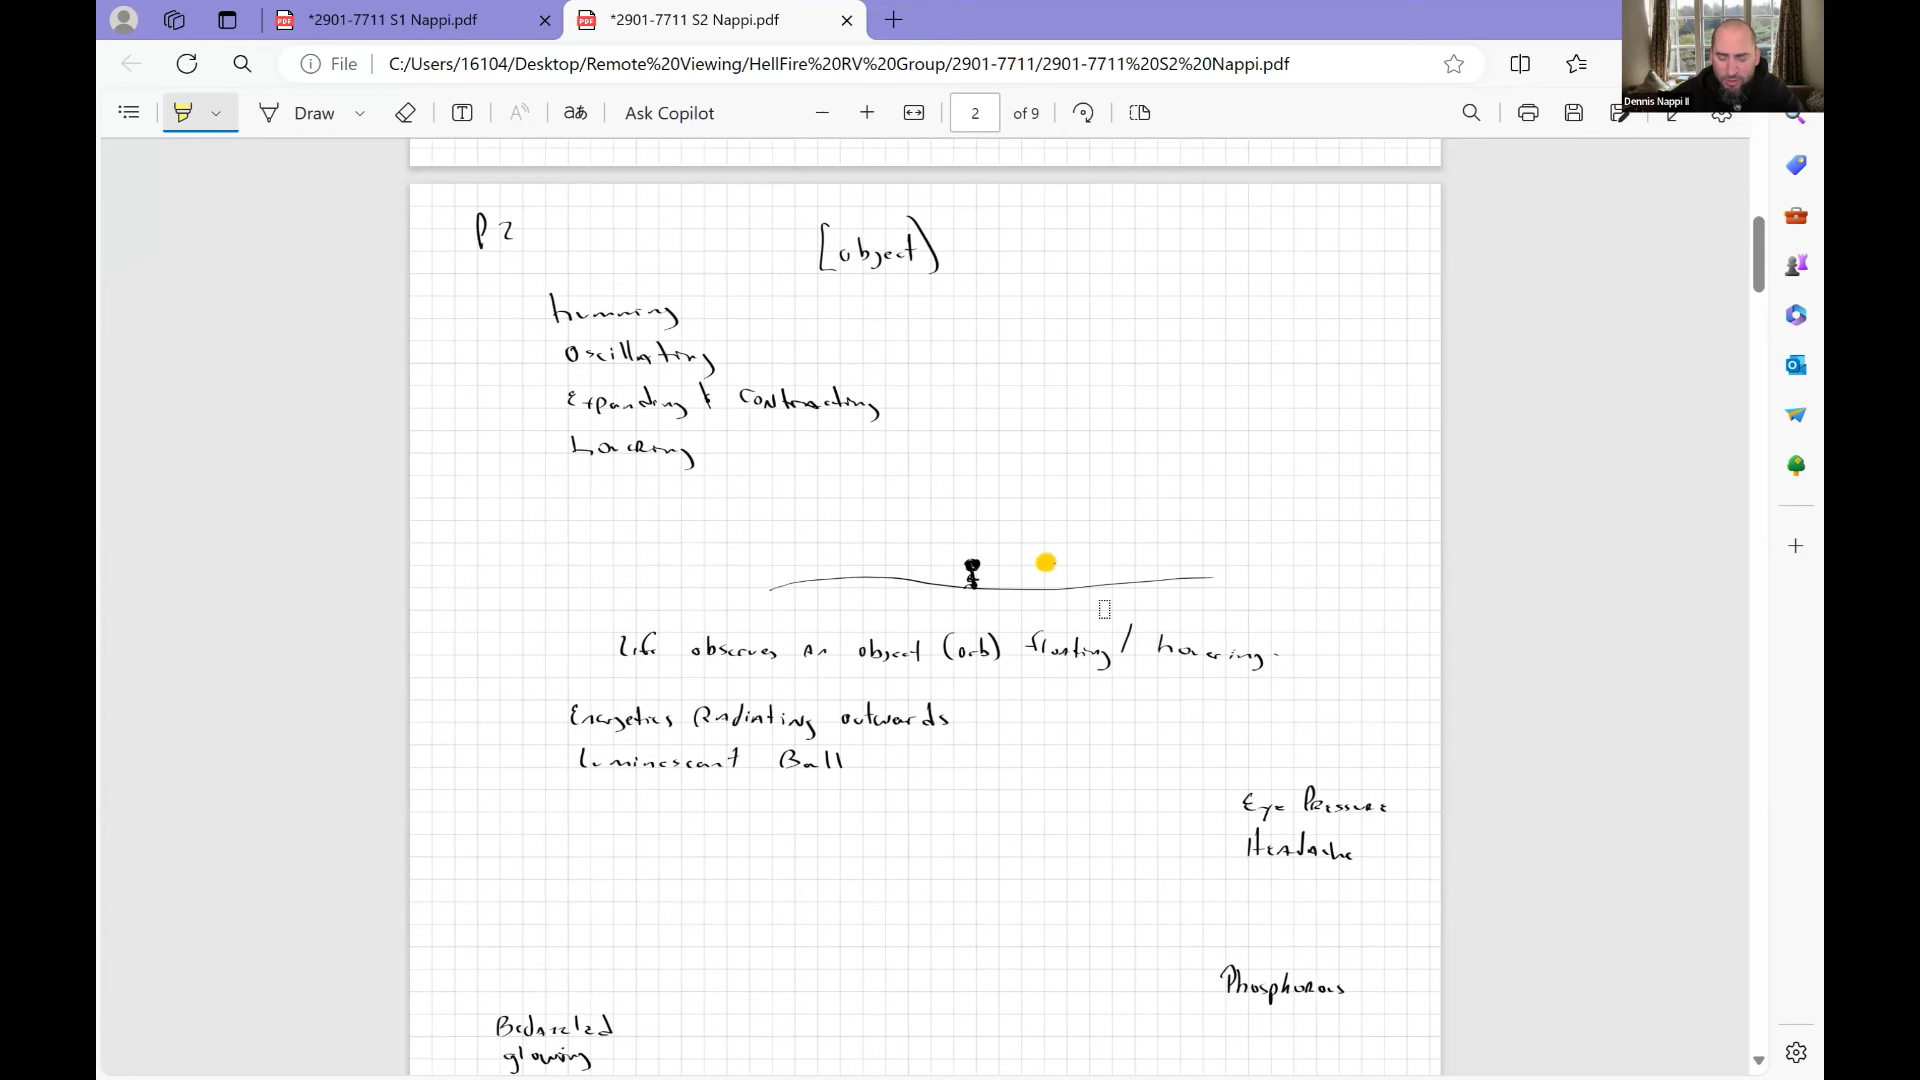 *2901-7711 S1 Nappi.pdf
*2901-7711 S2 Nappi.pdf
File
C:/Users/16104/Desktop/Remote%20Viewing/HellFire%20RV%20Group/2901-7711/2901-7711%20S2%20Nappi.pdf
Dennis Nappi II
Draw
Ask Copilot
2
of 9
P 2
[object)
humming
Oscillating
Expanding & Contracting
hovering
Life observes an object (orb) floating/hovering.
Energetics Radiating outwards
Luminescant Ball
Eye Pressure
Headache
Phosphorous
Bedazeled
glowing